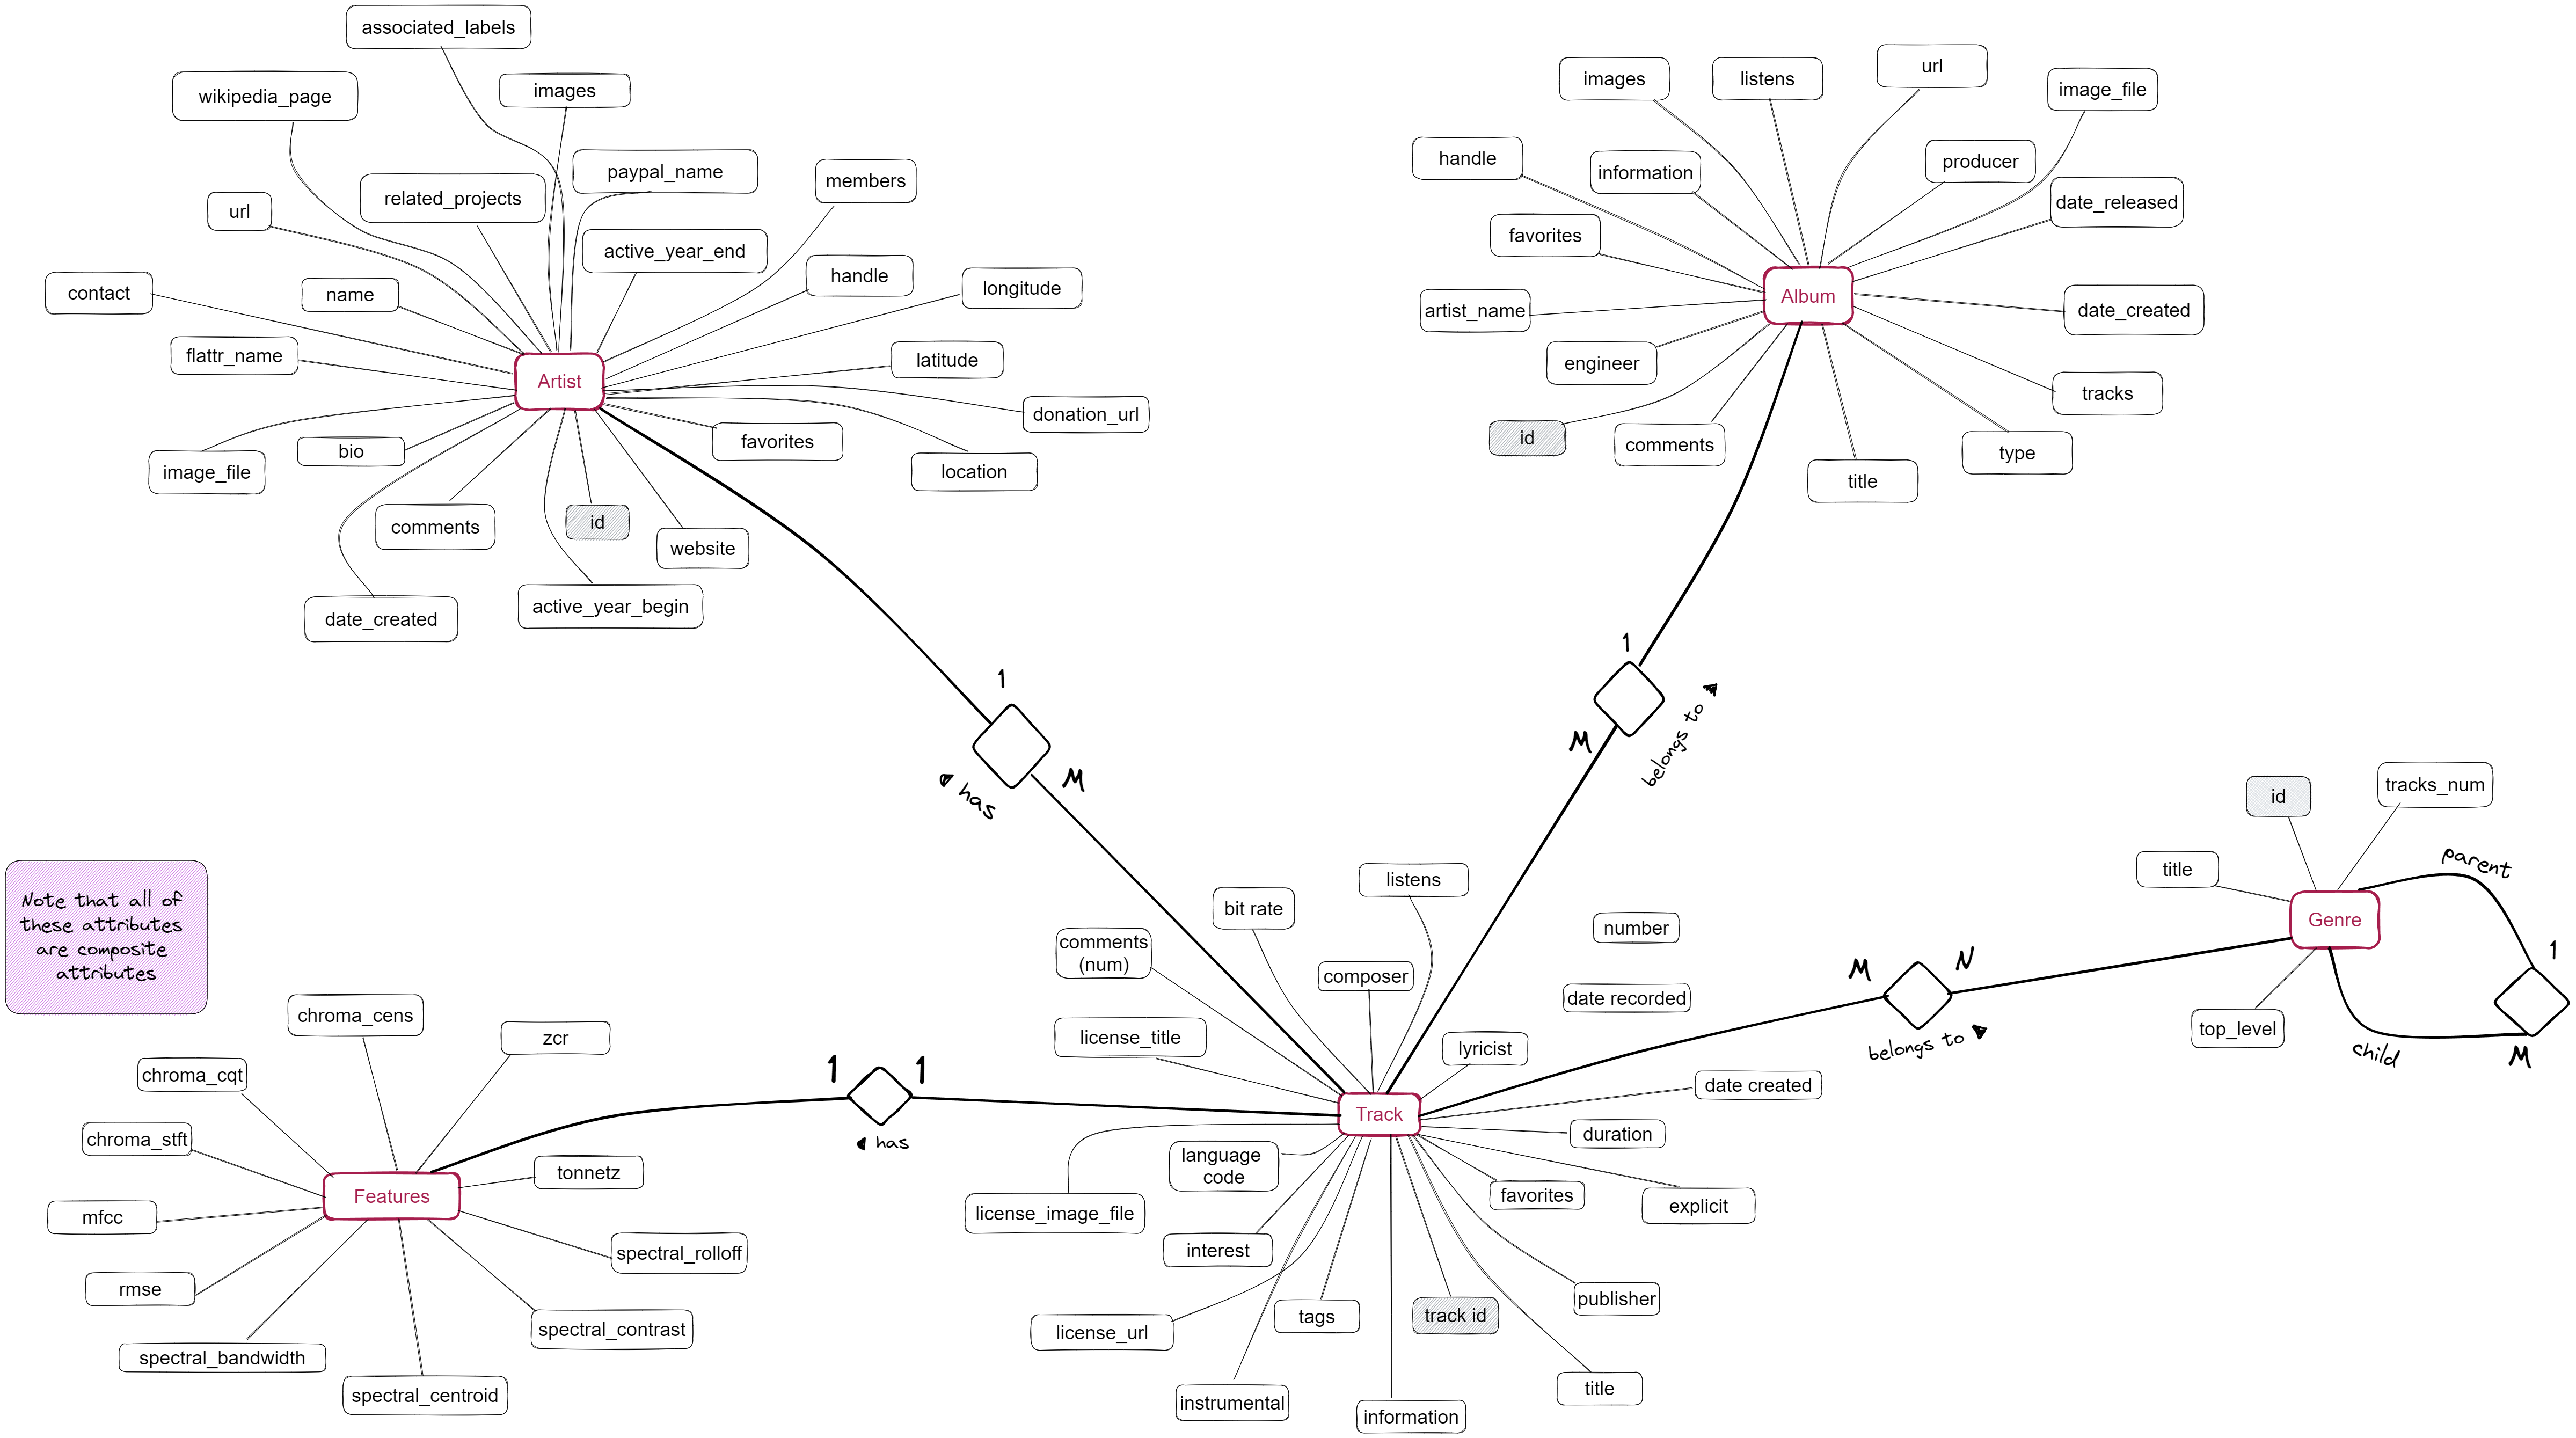 associated_labels
wikipedia_page
images
paypal_name
members
related_projects
url
active_year_end
handle
longitude
contact
name
flattr_name
latitude
Artist
donation_url
favorites
bio
image_file
location
comments
id
website
active_year_begin
date_created
images
listens
url
image_file
handle
information
producer
date_released
favorites
Album
artist_name
date_created
engineer
tracks
id
comments
type
title
1
M
has
1
M
belongs to
id
tracks_num
title
parent
Genre
1
top_level
child
M
M
N
belongs to
listens
bit rate
number
comments
(num)
composer
date recorded
license_title
lyricist
date created
Track
duration
language
code
favorites
explicit
license_image_file
interest
publisher
tags
track id
license_url
title
instrumental
information
1
1
has
Note that all of
these attributes
are composite
attributes
chroma_cens
zcr
chroma_cqt
chroma_stft
tonnetz
Features
mfcc
spectral_rolloff
rmse
spectral_contrast
spectral_bandwidth
spectral_centroid